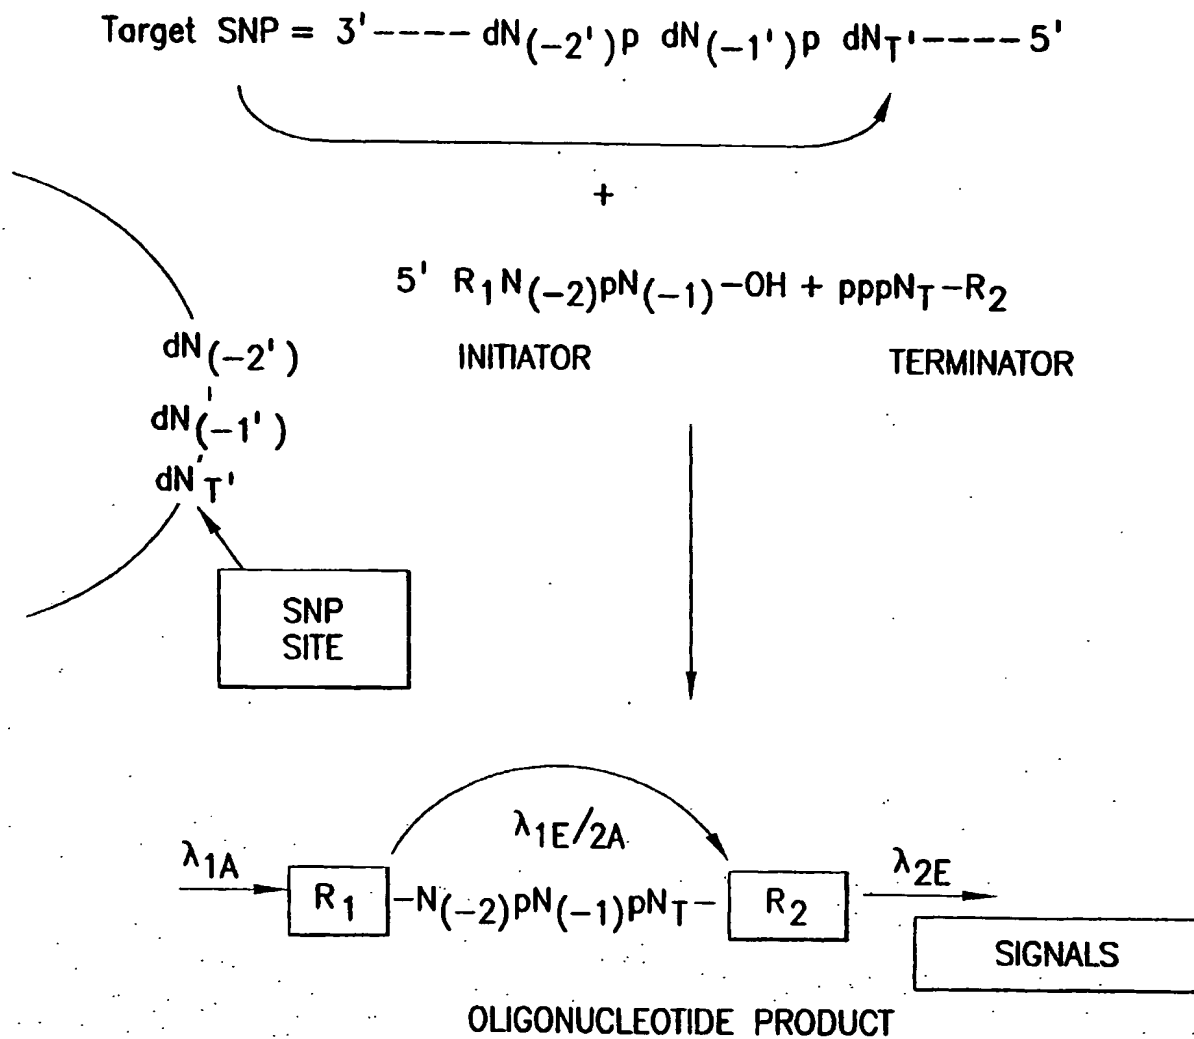 Target SNP = 3'---- dN(-2')p dN(-1')p dNT'----5'
+
5' R1N(-2)pN(-1)-OH + pppNT-R2
INITIATOR TERMINATOR
dN(-2')
dN(-1')
dNT'
SNP
SITE
λ1E/2A
λ1A
λ2E
R1 -N(-2)pN(-1)pNT- R2
SIGNALS
OLIGONUCLEOTIDE PRODUCT